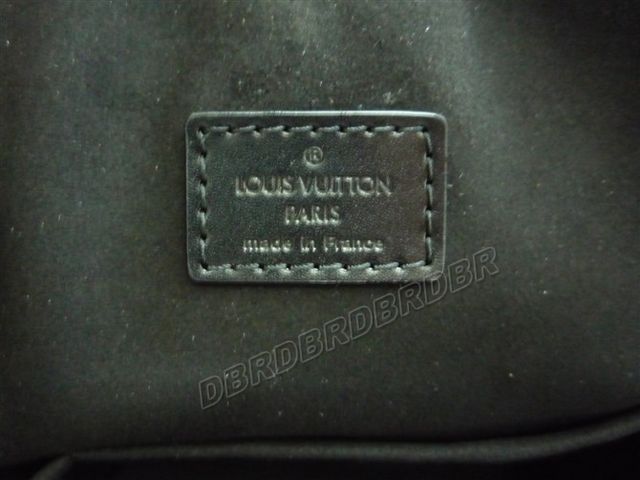 ®
LOUIS VUITTON
PARIS
made in France
DBRDBRDBRDBR